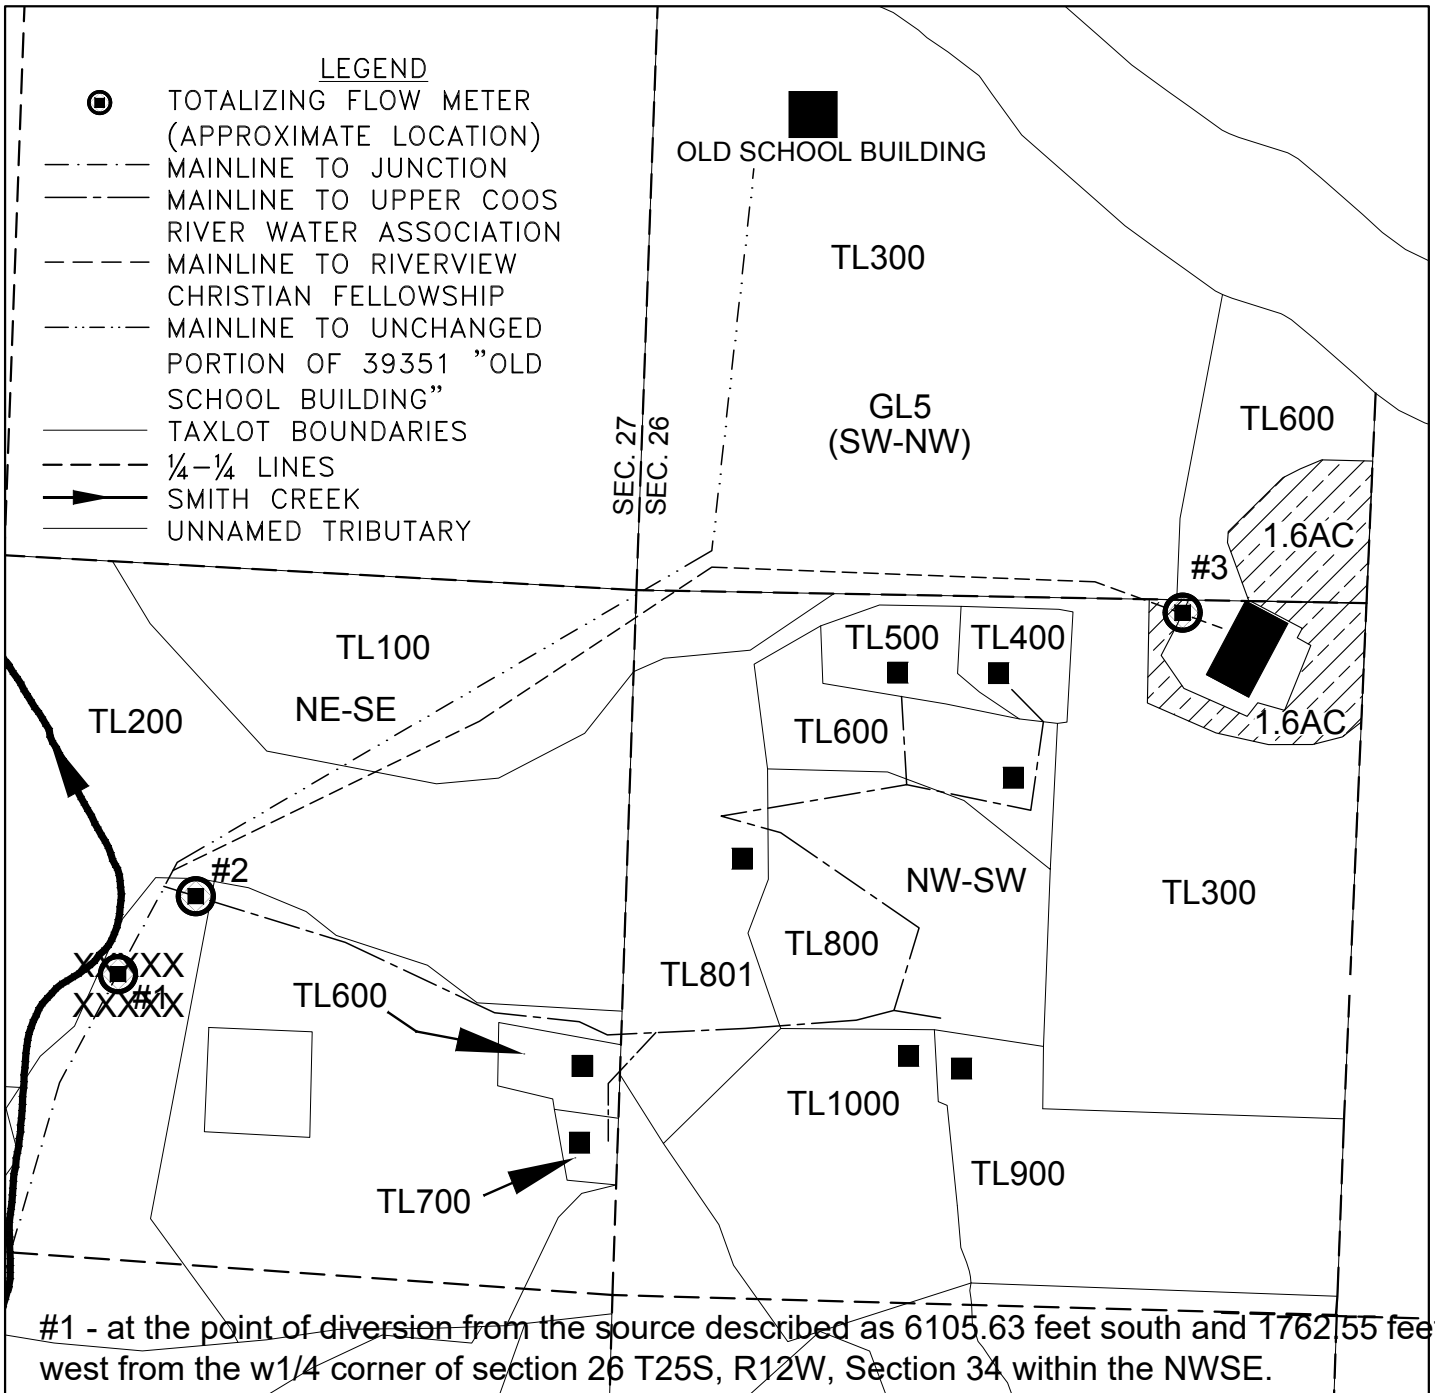 LEGEND
TOTALIZING FLOW METER
(APPROXIMATE LOCATION)
MAINLINE TO JUNCTION
MAINLINE TO UPPER COOS
RIVER WATER ASSOCIATION
MAINLINE TO RIVERVIEW
CHRISTIAN FELLOWSHIP
MAINLINE TO UNCHANGED
PORTION OF 39351 "OLD
SCHOOL BUILDING"
TAXLOT BOUNDARIES
¼-¼ LINES
SMITH CREEK
UNNAMED TRIBUTARY
OLD SCHOOL BUILDING
TL300
GL5
(SW-NW)
TL600
SEC. 27
SEC. 26
1.6AC
#3
TL100
NE-SE
TL200
TL500
TL400
TL600
1.6AC
#2
NW-SW
TL300
TL800
TL801
XXXXX
#1
XXXXX
TL600
TL1000
TL900
TL700
#1 - at the point of diversion from the source described as 6105.63 feet south and 1762.55 fee
west from the w1/4 corner of section 26 T25S, R12W, Section 34 within the NWSE.